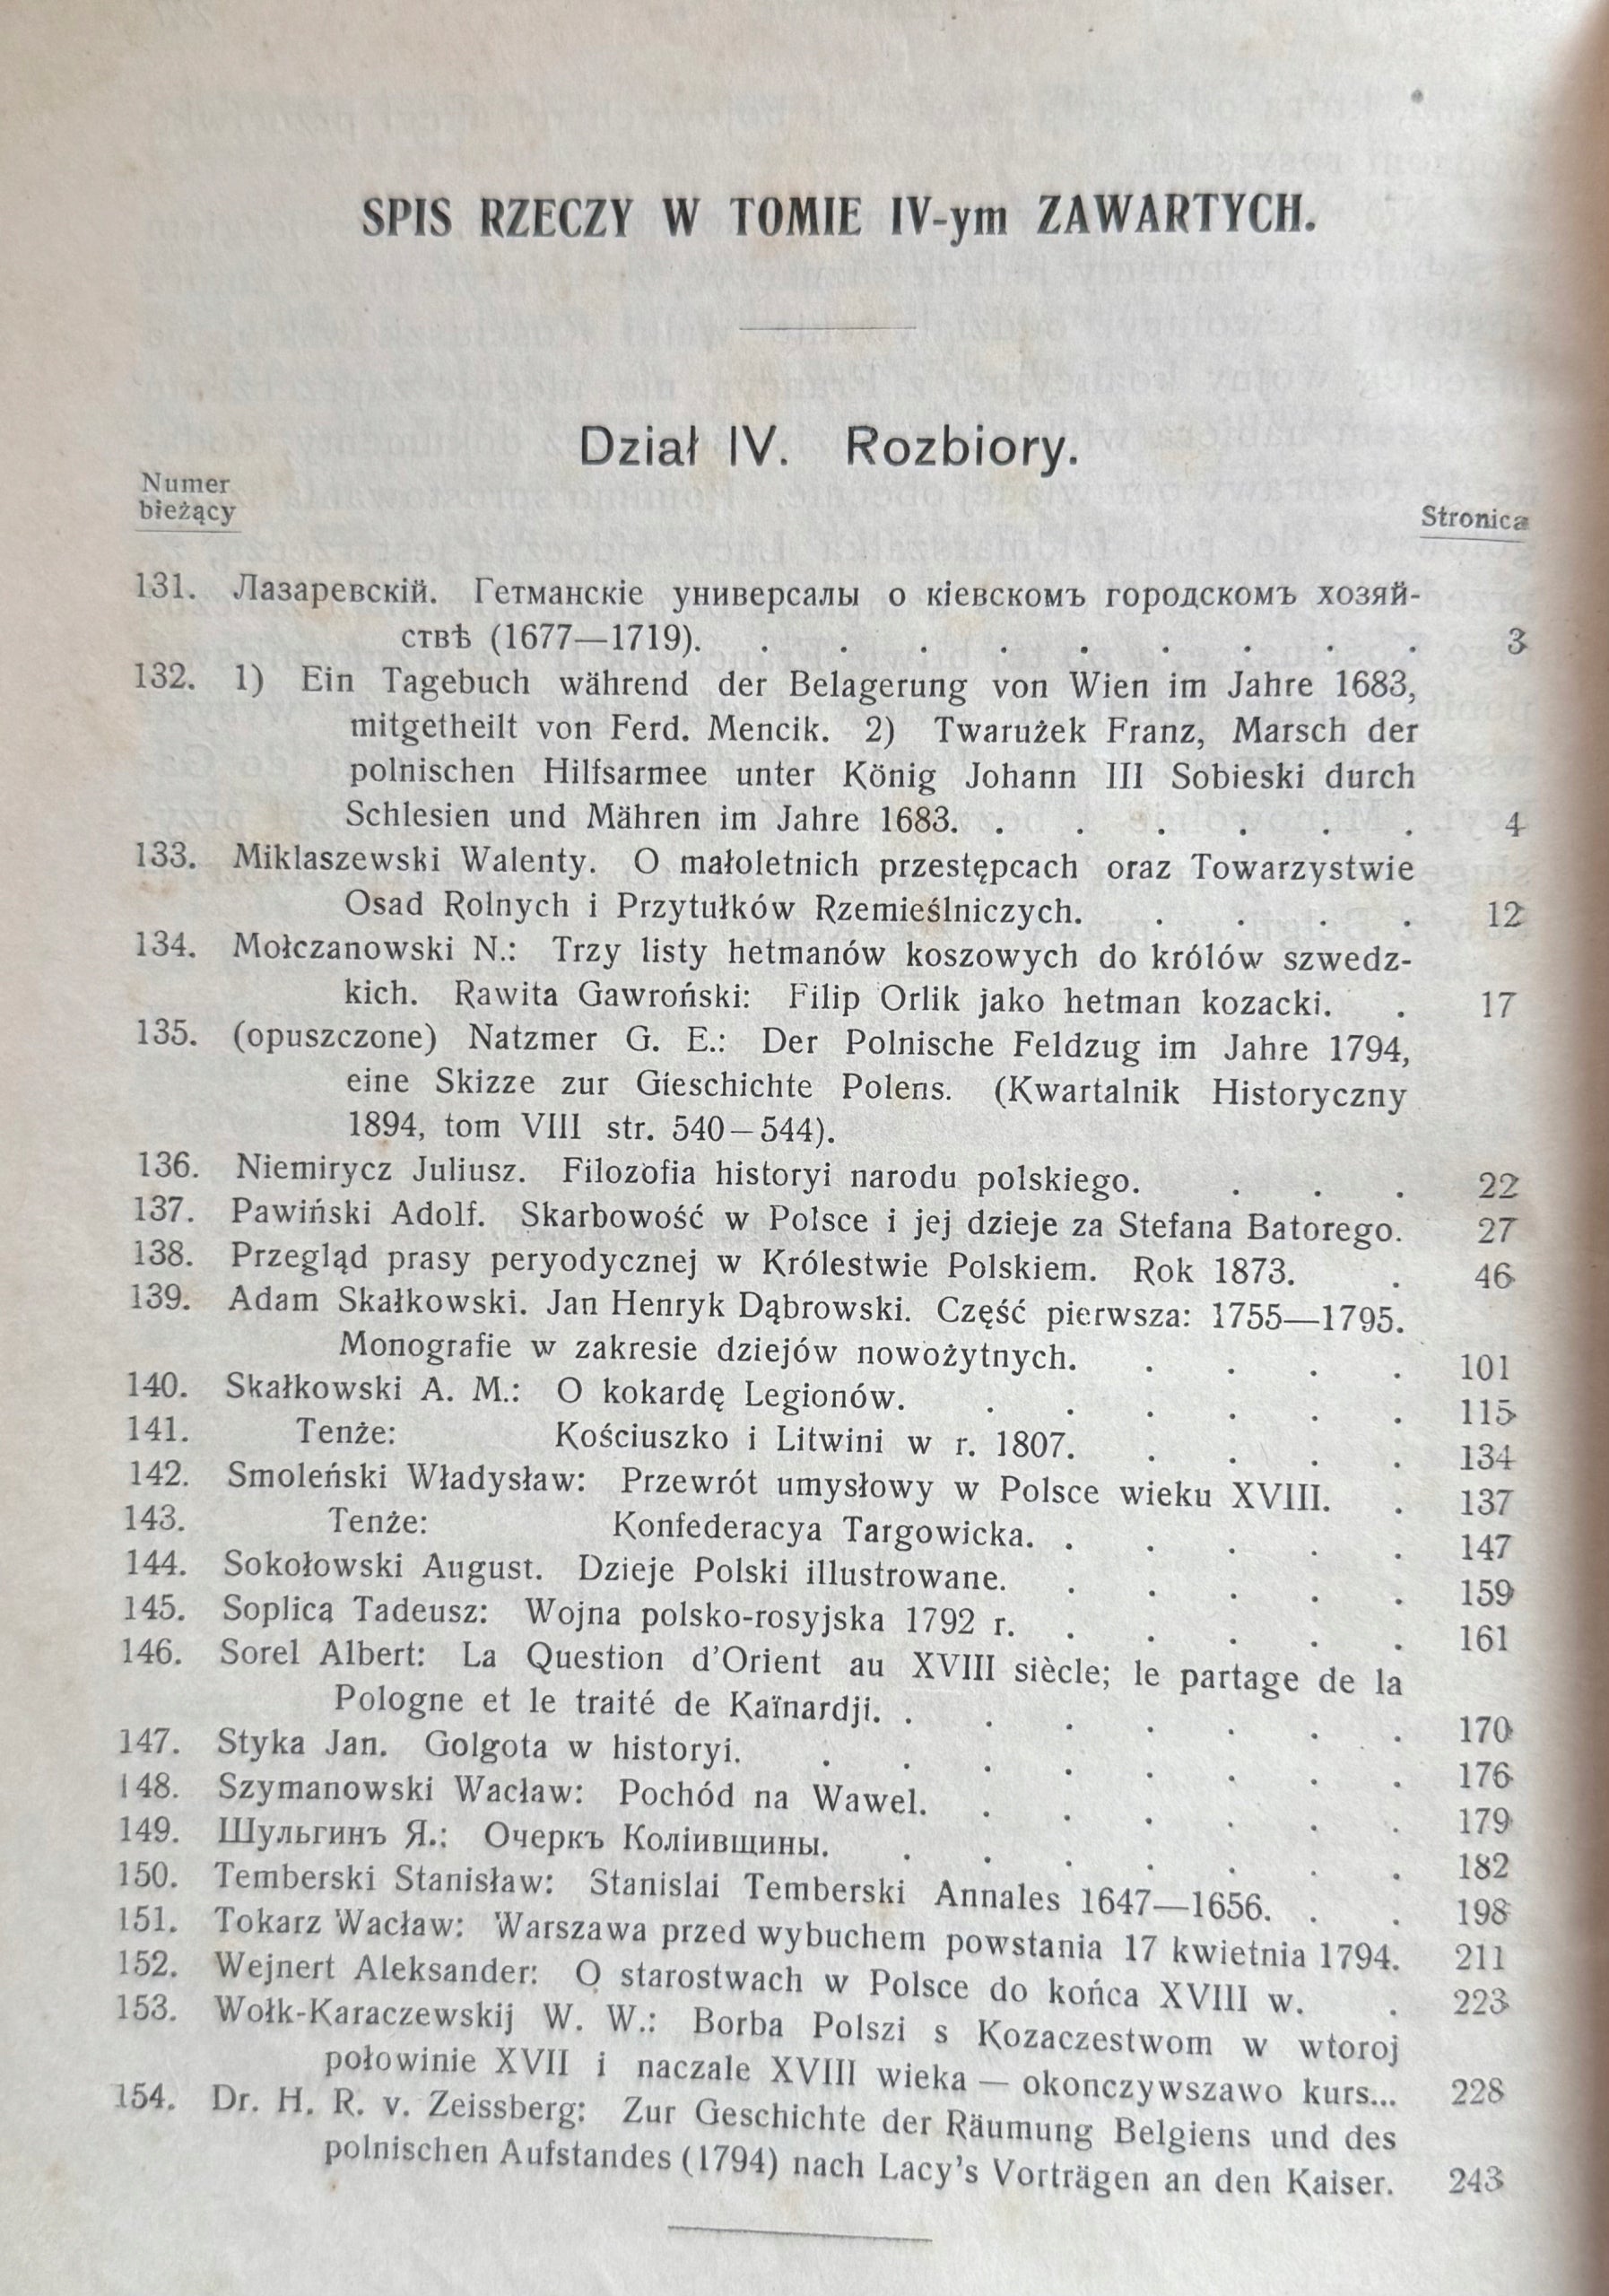 SPIS RZECZY W TOMIE IV-ym ZAWARTYCH.
Dział IV. Rozbiory.
Numer
bieżący
Stronica
131. Лазаревскій. Гетманскіе универсалы о кіевскомъ городскомъ хозяй-
ствѣ (1677—1719). . . . . . . . . . 3
132. 1) Ein Tagebuch während der Belagerung von Wien im Jahre 1683,
mitgetheilt von Ferd. Mencik. 2) Twarużek Franz, Marsch der
polnischen Hilfsarmee unter König Johann III Sobieski durch
Schlesien und Mähren im Jahre 1683. . . . . . . 4
133. Miklaszewski Walenty. O małoletnich przestępcach oraz Towarzystwie
Osad Rolnych i Przytułków Rzemieślniczych. . . . . 12
134. Mołczanowski N.: Trzy listy hetmanów koszowych do królów szwedz-
kich. Rawita Gawroński: Filip Orlik jako hetman kozacki. . 17
135. (opuszczone) Natzmer G. E.: Der Polnische Feldzug im Jahre 1794,
eine Skizze zur Gieschichte Polens. (Kwartalnik Historyczny
1894, tom VIII str. 540—544).
136. Niemirycz Juliusz. Filozofia historyi narodu polskiego. . . . 22
137. Pawiński Adolf. Skarbowość w Polsce i jej dzieje za Stefana Batorego. 27
138. Przegląd prasy peryodycznej w Królestwie Polskiem. Rok 1873. . 46
139. Adam Skałkowski. Jan Henryk Dąbrowski. Część pierwsza: 1755—1795.
Monografie w zakresie dziejów nowożytnych. . . . . 101
140. Skałkowski A. M.: O kokardę Legionów. . . . . . . 115
141. Tenże: Kościuszko i Litwini w r. 1807. . . . . 134
142. Smoleński Władysław: Przewrót umysłowy w Polsce wieku XVIII. . 137
143. Tenże: Konfederacya Targowicka. . . . . . 147
144. Sokołowski August. Dzieje Polski illustrowane. . . . . . 159
145. Soplica Tadeusz: Wojna polsko-rosyjska 1792 r. . . . . . 161
146. Sorel Albert: La Question d'Orient au XVIII siècle; le partage de la
Pologne et le traité de Kaïnardji. . . . . . . . 170
147. Styka Jan. Golgota w historyi. . . . . . . . . 176
148. Szymanowski Wacław: Pochód na Wawel. . . . . . . 179
149. Шульгинъ Я.: Очеркъ Коліивщины. . . . . . . . 182
150. Temberski Stanisław: Stanislai Temberski Annales 1647—1656. . . 198
151. Tokarz Wacław: Warszawa przed wybuchem powstania 17 kwietnia 1794. 211
152. Wejnert Aleksander: O starostwach w Polsce do końca XVIII w. . 223
153. Wołk-Karaczewskij W. W.: Borba Polszi s Kozaczestwom w wtoroj
połowinie XVII i naczale XVIII wieka — okonczywszawo kurs... 228
154. Dr. H. R. v. Zeissberg: Zur Geschichte der Räumung Belgiens und des
polnischen Aufstandes (1794) nach Lacy's Vorträgen an den Kaiser. 243